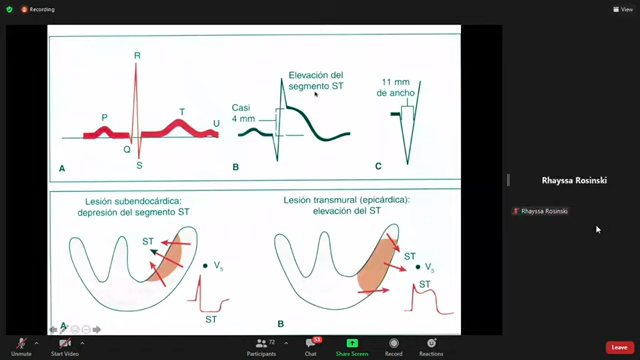 Recording
View
R
P
T
U
Q
S
A
Elevación del
segmento ST
Casi
4 mm
B
11 mm
de ancho
C
Lesión subendocárdica:
depresión del segmento ST
ST
V5
ST
A
Lesión transmural (epicárdica):
elevación del ST
ST
V5
ST
B
Rhayssa Rosinski
Rhayssa Rosinski
Unmute
Start Video
72
Participants
53
Chat
Share Screen
Record
Reactions
Leave